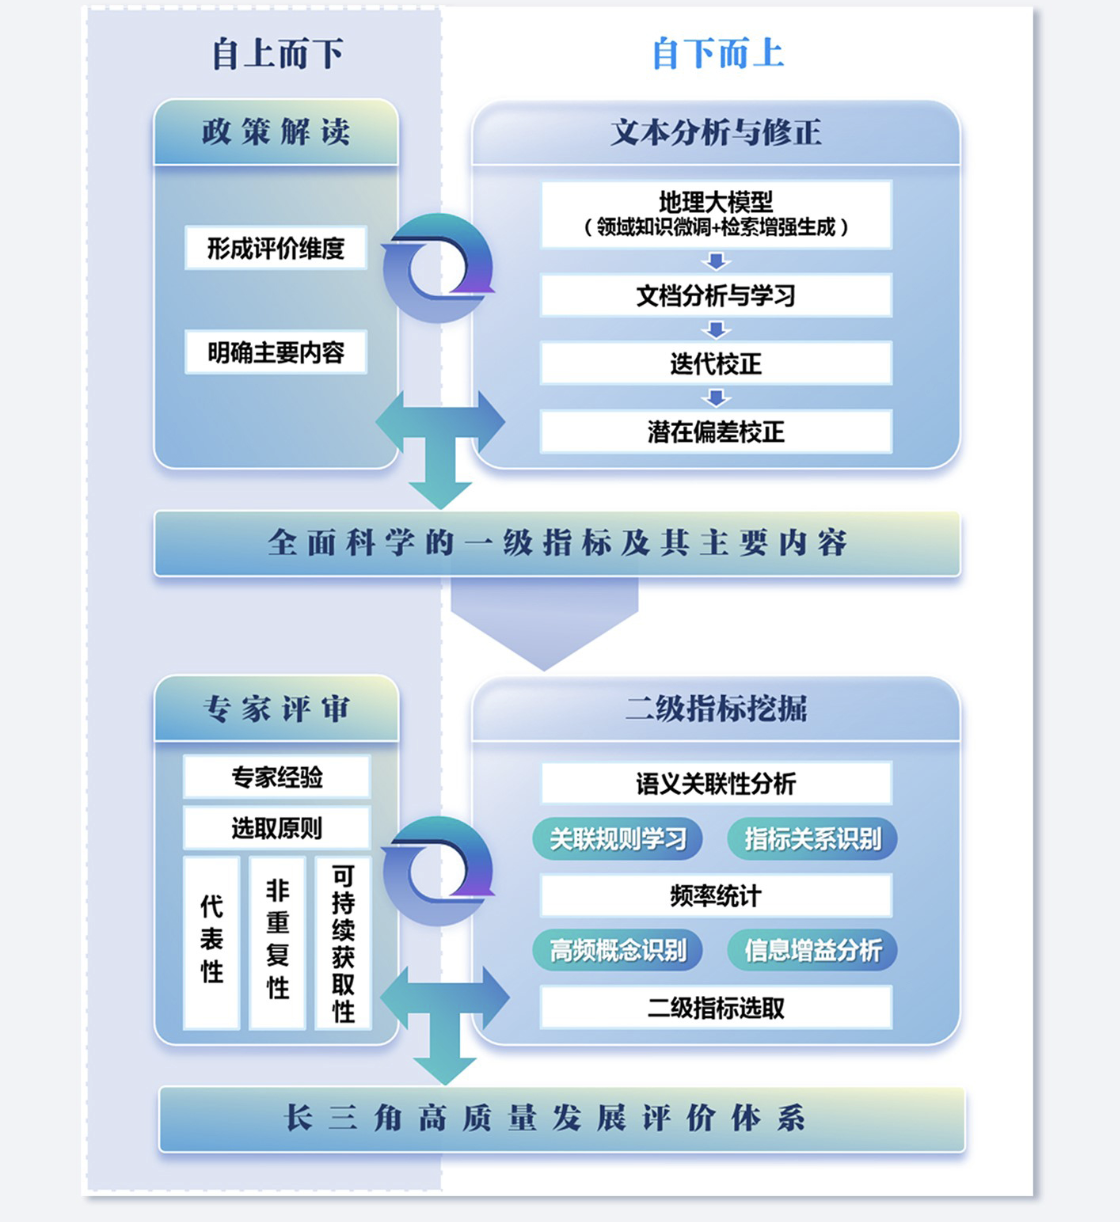 自上而下
自下而上
政策解读
形成评价维度
明确主要内容
文本分析与修正
地理大模型
（领域知识微调+检索增强生成）
文档分析与学习
迭代校正
潜在偏差校正
全面科学的一级指标及其主要内容
专家评审
专家经验
选取原则
代表性
非重复性
可持续获取性
二级指标挖掘
语义关联性分析
关联规则学习
指标关系识别
频率统计
高频概念识别
信息增益分析
二级指标选取
长三角高质量发展评价体系